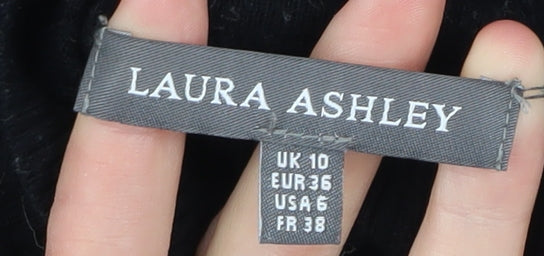 LAURA ASHLEY
UK 10
EUR 36
USA 6
FR 38